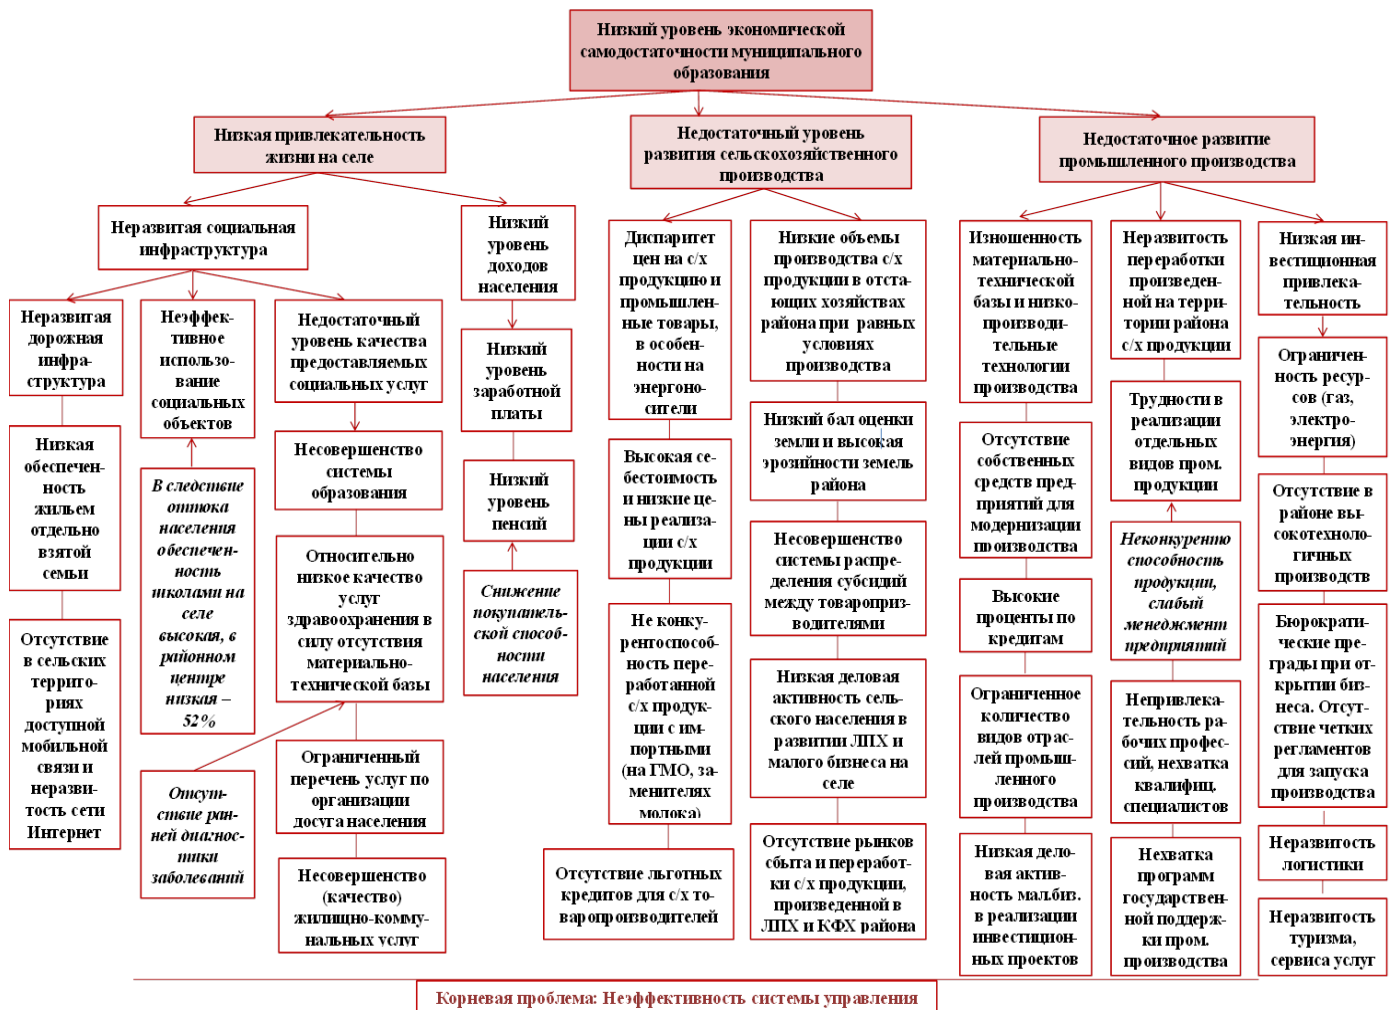 Низкий уровень экономической
самодостаточности муниципального
образования
Низкая привлекательность
жизни на селе
Недостаточный уровень
развития сельскохозяйственного
производства
Недостаточное развитие
промышленного производства
Неразвитая социальная
инфраструктура
Низкий
уровень
доходов
населения
Неразвитая
дорожная
инфра-
структура
Низкая
обеспечен-
ность
жильем
отдельно
взятой
семьи
Отсутствие
в сельских
террито-
риях
доступной
мобильной
связи и
неразви-
тость сети
Интернет
Неэффек-
тивное
использо-
вание
социальных
объектов
В следствие
оттока
населения
обеспечен-
ность
школами на
селе
высокая, в
районном
центре
низкая –
52%
Отсут-
ствие ран-
ней диагнос-
тики
заболеваний
Недостаточный
уровень качества
предоставляемых
социальных услуг
Несовершенство
системы
образования
Относительно
низкое качество
услуг
здравоохранения в
силу отсутствия
материально-
технической базы
Ограниченный
перечень услуг по
организации
досуга населения
Несовершенство
(качество)
жилищно-комму-
нальных услуг
Низкий
уровень
заработной
платы
Низкий
уровень
пенсий
Снижение
покупатель-
ской способ-
ности
населения
Диспаритет
цен на с/х
продукцию и
промышлен-
ные товары,
в особен-
ности на
энергоно-
сители
Высокая се-
бестоимость
и низкие це-
ны реализа-
ции с/х
продукции
Не конку-
рентоспособ-
ность пере-
работанной
с/х продук-
ции с им-
портными
(на ГМО, за-
менителях
молока)
Отсутствие льготных
кредитов для с/х то-
варопроизводителей
Низкие объемы
производства с/х
продукции в отста-
ющих хозяйствах
района при равных
условиях
производства
Низкий бал оценки
земли и высокая
эрозийности земель
района
Несовершенство
системы распре-
деления субсидий
между товаропроиз-
водителями
Низкая деловая
активность сель-
ского населения в
развитии ЛПХ и
малого бизнеса на
селе
Отсутствие рынков
сбыта и переработ-
ки с/х продукции,
произведенной в
ЛПХ и КФХ района
Изношенность
материально-
технической
базы и низко-
производи-
тельные
технологии
производства
Отсутствие
собственных
средств пред-
приятий для
модернизации
производства
Высокие
проценты по
кредитам
Ограниченное
количество
видов отрас-
лей промыш-
ленного
производства
Низкая дело-
вая актив-
ность мал.биз.
в реализации
инвестицион-
ных проектов
Неразвитость
переработки
произведен-
ной на терри-
тории района
с/х продукции
Трудности в
реализации
отдельных
видов пром.
продукции
Неконкуренто
способность
продукции,
слабый
менеджмент
предприятий
Непривлека-
тельность ра-
бочих профес-
сий, нехватка
квалифиц.
специалистов
Нехватка
программ
государствен-
ной поддерж-
ки пром.
производства
Низкая ин-
вестиционная
привлека-
тельность
Ограничен-
ность ресур-
сов (газ,
электро-
энергия)
Отсутствие в
районе вы-
сокотехноло-
гичных
производств
Бюрократи-
ческие пре-
грады при от-
крытии биз-
неса. Отсут-
ствие четких
регламентов
для запуска
производства
Неразвитость
логистики
Неразвитость
туризма,
сервиса услуг
Корневая проблема: Неэффективность системы управления